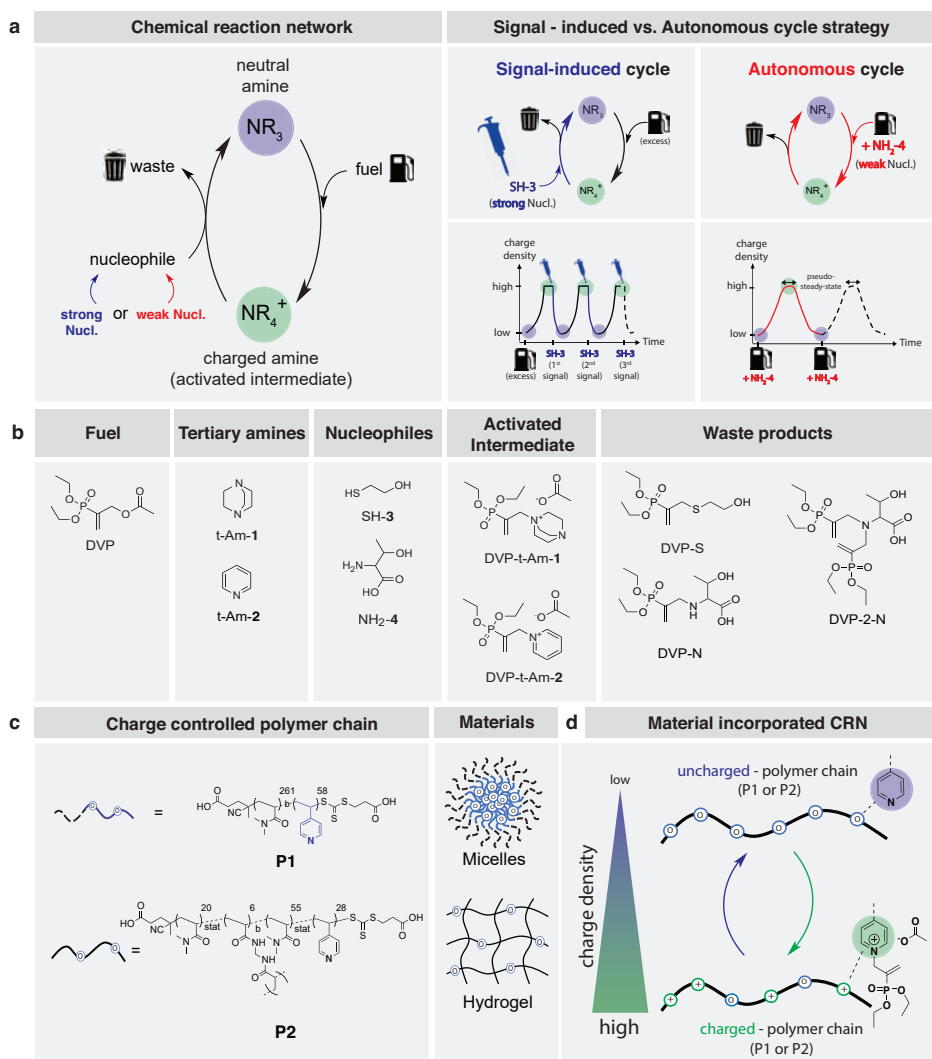 a
Chemical reaction network
Signal - induced vs. Autonomous cycle strategy
neutral
amine
NR3
waste
fuel
nucleophile
strong
Nucl.
or
weak Nucl.
NR4+
charged amine
(activated intermediate)
Signal-induced cycle
NR3
(excess)
SH-3
(strong Nucl.)
NR4+
Autonomous cycle
NR3
+ NH2-4
(weak Nucl.)
NR4+
charge
density
high
low
Time
(excess)
SH-3
(1st
signal)
SH-3
(2nd
signal)
SH-3
(3rd
signal)
charge
density
pseudo-
steady-state
high
low
Time
+ NH2-4
+ NH2-4
b
Fuel
Tertiary amines
Nucleophiles
Activated
Intermediate
Waste products
DVP
t-Am-1
t-Am-2
SH-3
NH2-4
DVP-t-Am-1
DVP-t-Am-2
DVP-S
DVP-N
DVP-2-N
c
Charge controlled polymer chain
Materials
d
Material incorporated CRN
=
261
b
58
P1
=
20
stat
6
b
55
stat
28
P2
Micelles
Hydrogel
low
charge density
high
uncharged - polymer chain
(P1 or P2)
charged - polymer chain
(P1 or P2)